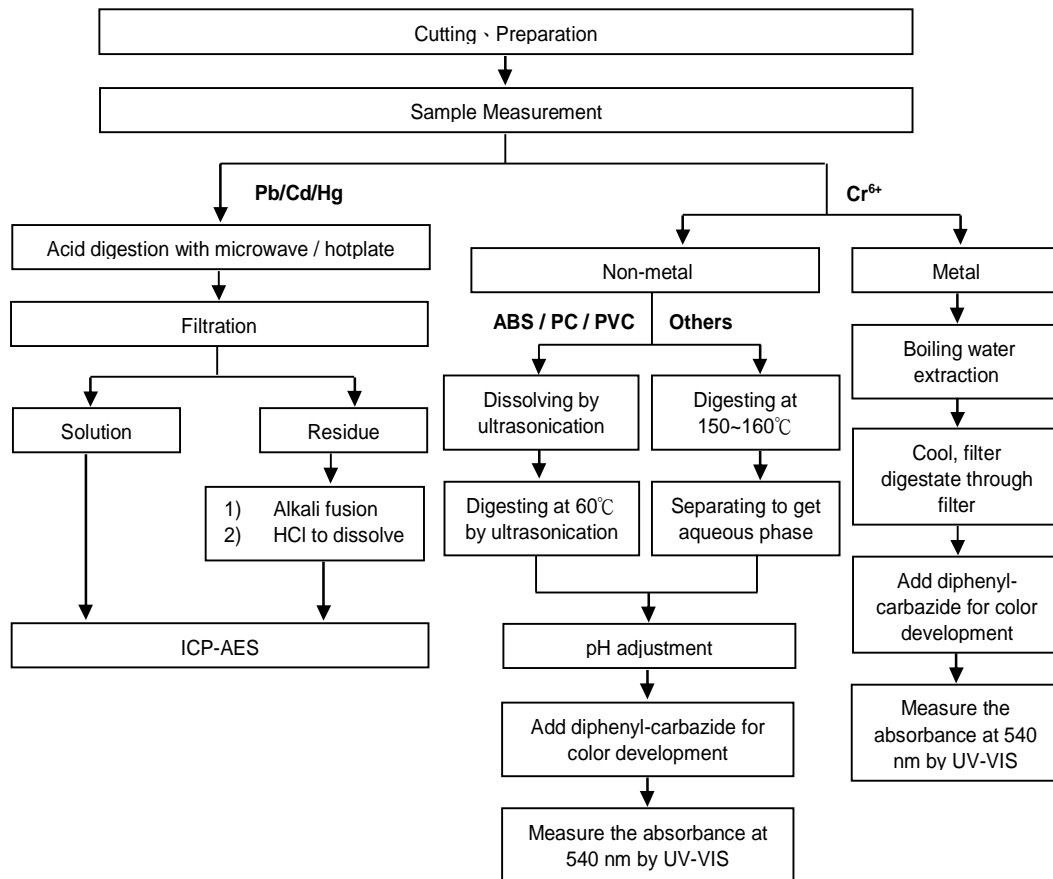 Cutting、Preparation
Sample Measurement
Pb/Cd/Hg
Cr⁶⁺
Acid digestion with microwave / hotplate
Filtration
Solution
Residue
1) Alkali fusion
2) HCl to dissolve
ICP-AES
Non-metal
ABS / PC / PVC
Others
Dissolving by
ultrasonication
Digesting at 60℃
by ultrasonication
Digesting at
150~160℃
Separating to get
aqueous phase
pH adjustment
Add diphenyl-carbazide for
color development
Measure the absorbance at
540 nm by UV-VIS
Metal
Boiling water
extraction
Cool, filter
digestate through
filter
Add diphenyl-
carbazide for color
development
Measure the
absorbance at 540
nm by UV-VIS